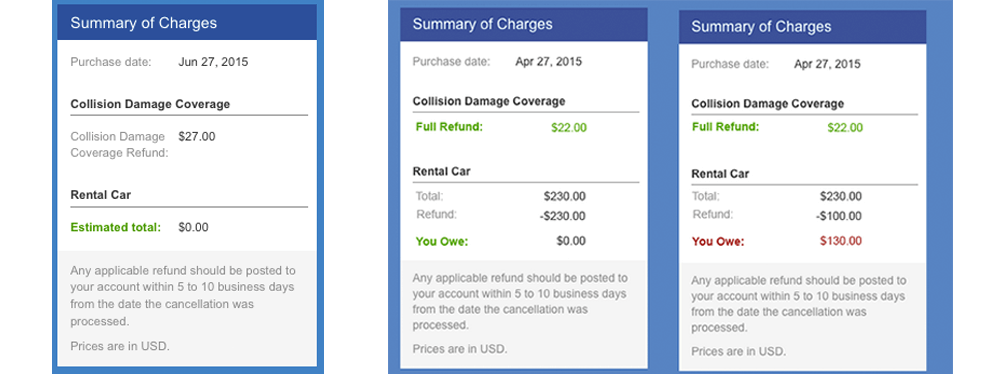 Summary of Charges
Purchase date: Jun 27, 2015
Collision Damage Coverage
Collision Damage $27.00
Coverage Refund:
Rental Car
Estimated total: $0.00
Any applicable refund should be posted to
your account within 5 to 10 business days
from the date the cancellation was
processed.
Prices are in USD.
Summary of Charges
Purchase date: Apr 27, 2015
Collision Damage Coverage
Full Refund: $22.00
Rental Car
Total: $230.00
Refund: -$230.00
You Owe: $0.00
Any applicable refund should be posted to
your account within 5 to 10 business days
from the date the cancellation was
processed.
Prices are in USD.
Summary of Charges
Purchase date: Apr 27, 2015
Collision Damage Coverage
Full Refund: $22.00
Rental Car
Total: $230.00
Refund: -$100.00
You Owe: $130.00
Any applicable refund should be posted to
your account within 5 to 10 business days
from the date the cancellation was
processed.
Prices are in USD.